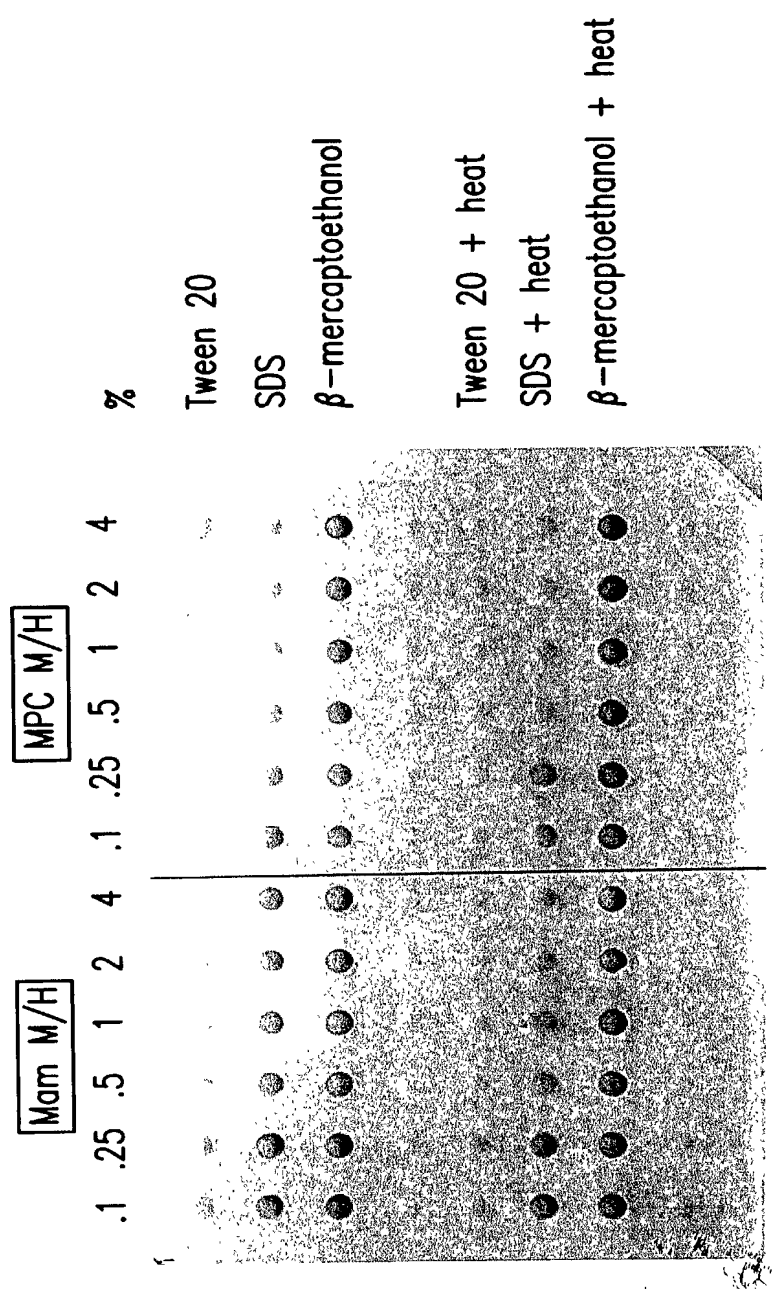 Mam M/H MPC M/H
.1 .25 .5 1 2 4 .1 .25 .5 1 2 4 %
Tween 20
SDS
β-mercaptoethanol
Tween 20 + heat
SDS + heat
β-mercaptoethanol + heat